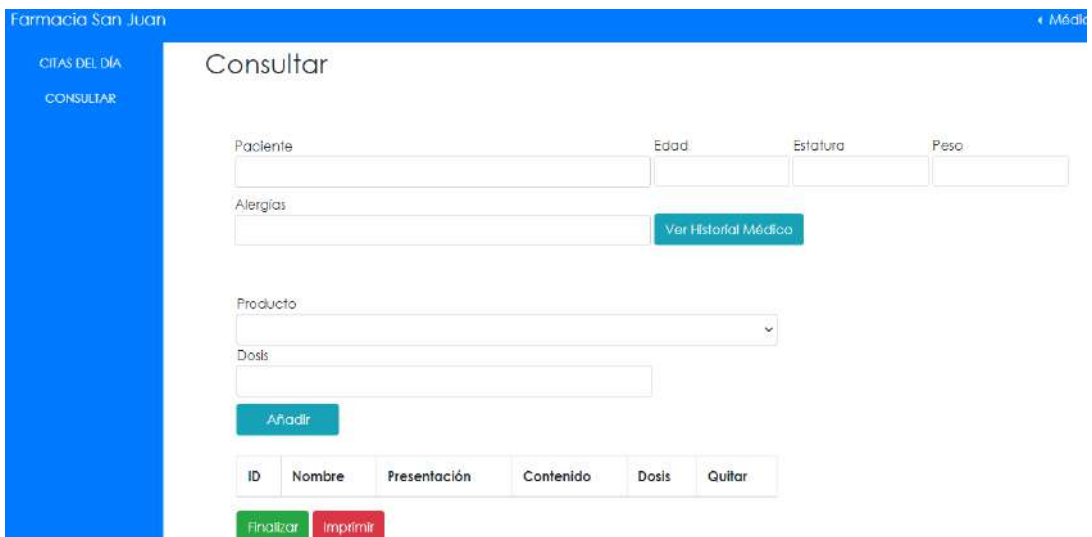 Farmacia San Juan
CITAS DEL DÍA
CONSULTAR
Consultar
Paciente Edad Estatura Peso
Alergías
Ver Historial Médico
Producto
Dosis
Añadir
ID Nombre Presentación Contenido Dosis Quitar
Finalizar Imprimir